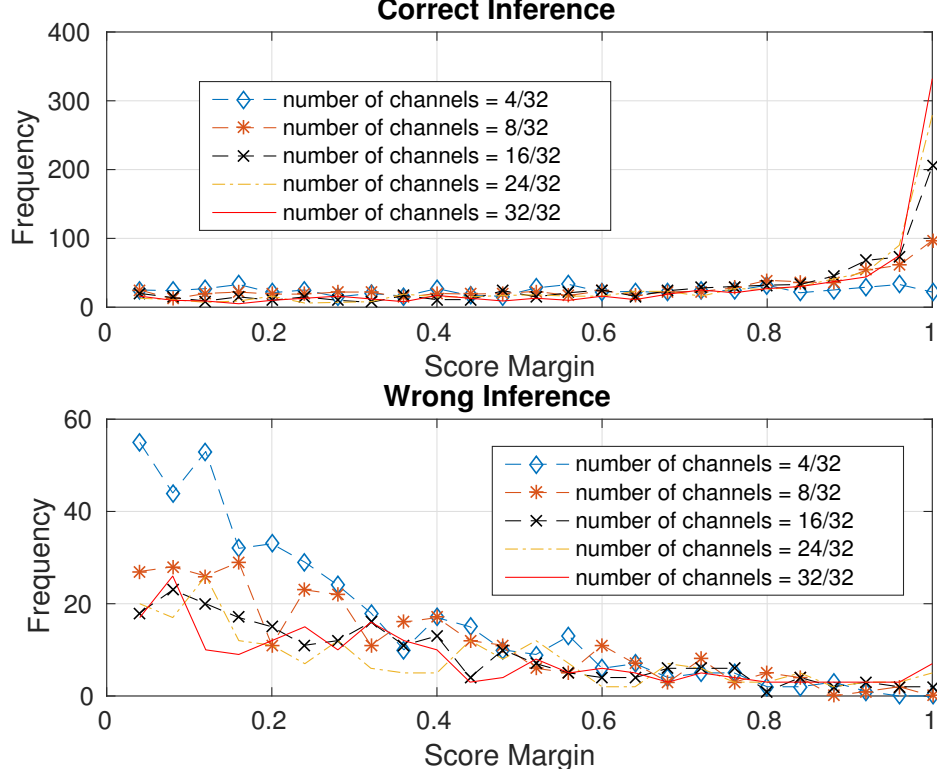 Correct Inference
400
300
200
100
0
Frequency
number of channels = 4/32
number of channels = 8/32
number of channels = 16/32
number of channels = 24/32
number of channels = 32/32
0 0.2 0.4 0.6 0.8 1
Score Margin
Wrong Inference
60
40
20
0
Frequency
number of channels = 4/32
number of channels = 8/32
number of channels = 16/32
number of channels = 24/32
number of channels = 32/32
0 0.2 0.4 0.6 0.8 1
Score Margin